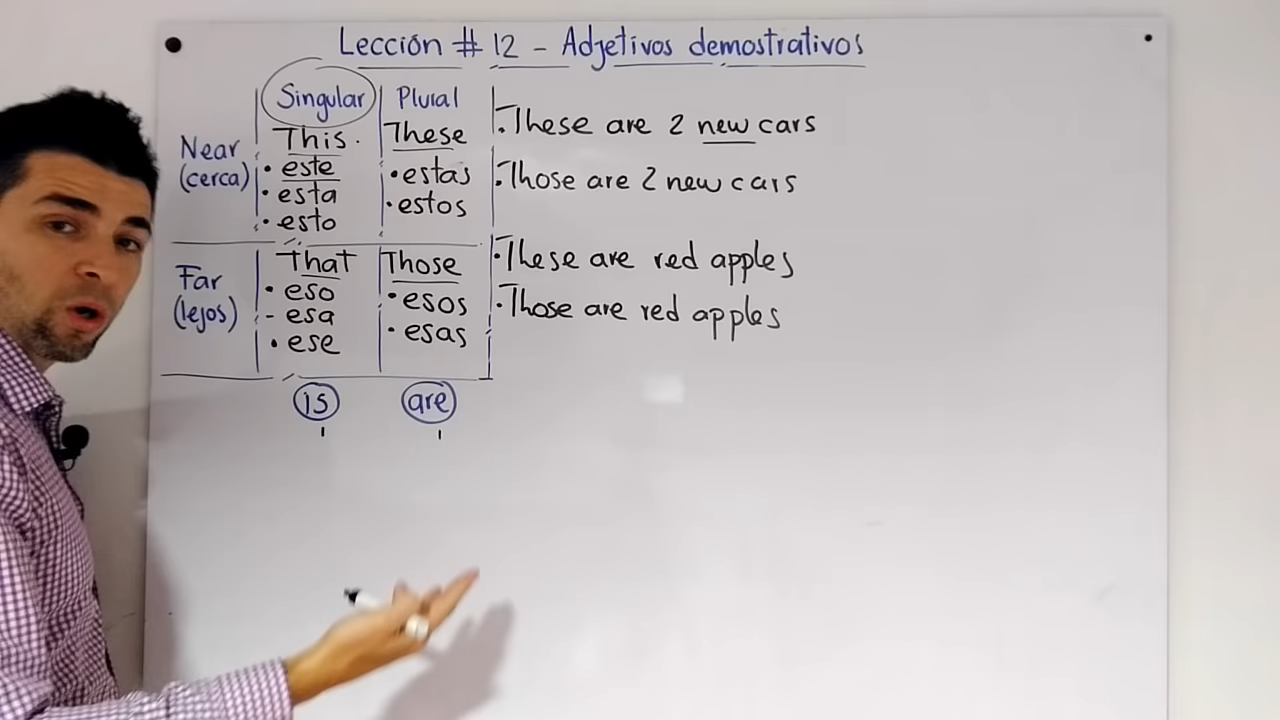 Lección # 12 - Adjetivos demostrativos
Singular Plural
Near (cerca)
This.
• este
• esta
• esto
These
• estas
• estos
Far (lejos)
That
• eso
- esa
• ese
Those
• esos
• esas
is are
• These are 2 new cars
• Those are 2 new cars
• These are red apples
• Those are red apples